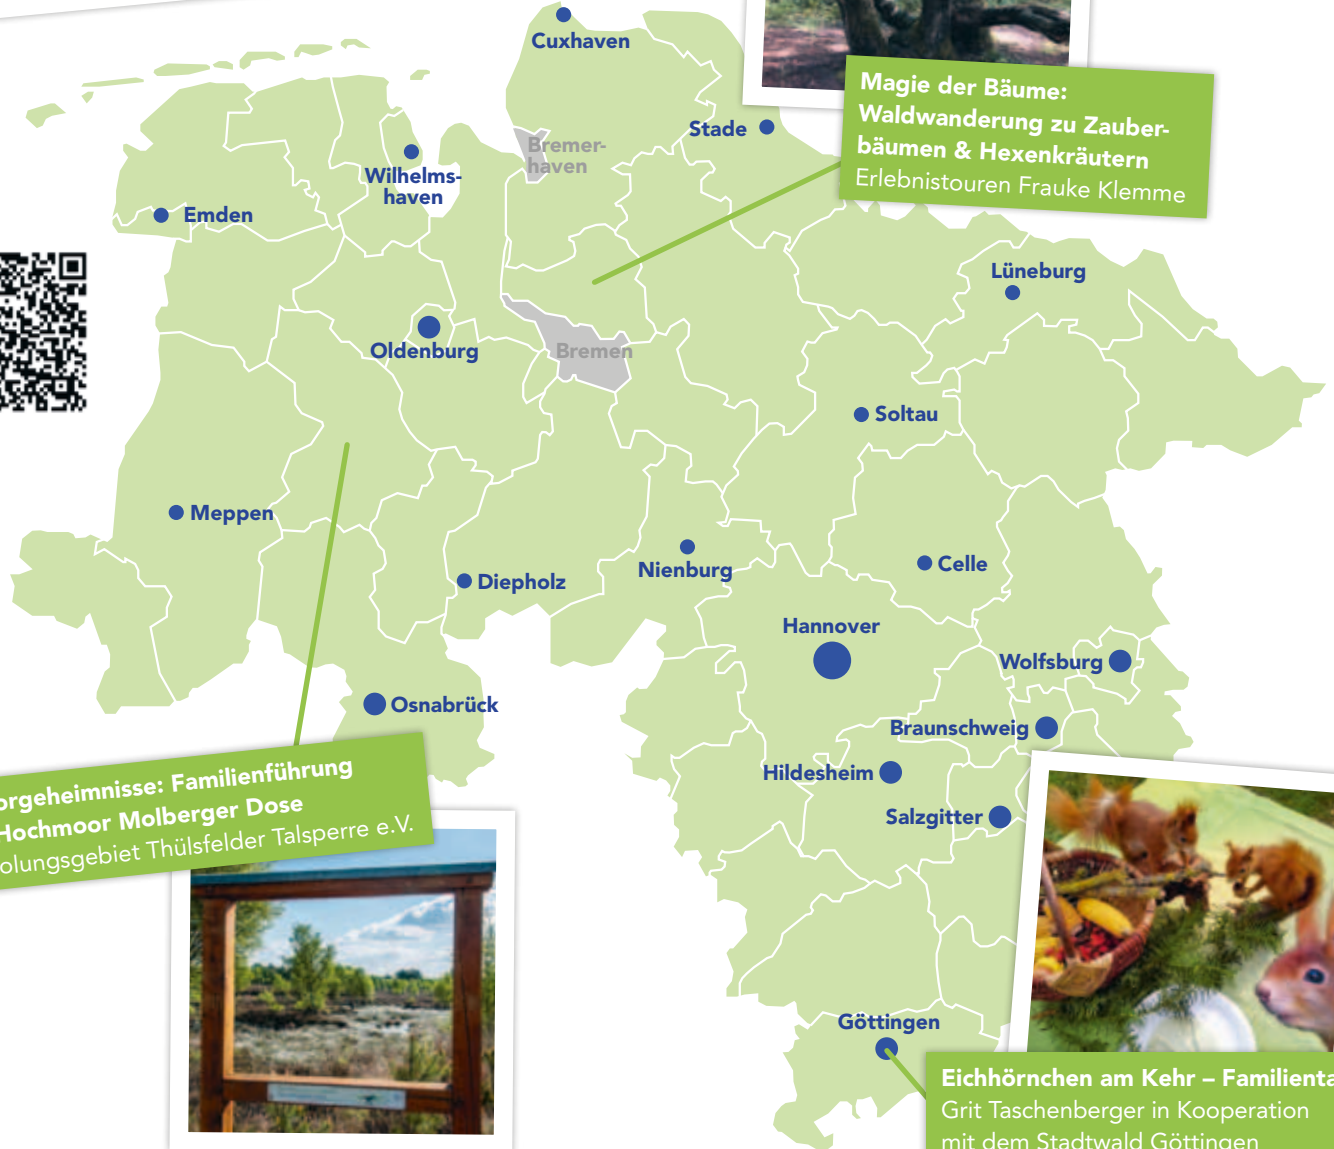 Cuxhaven
Magie der Bäume:
Waldwanderung zu Zauber-
bäumen & Hexenkräutern
Erlebnistouren Frauke Klemme
Stade
Bremer-
haven
Wilhelms-
haven
Emden
Lüneburg
Oldenburg
Bremen
Soltau
Meppen
Nienburg
Celle
Diepholz
Hannover
Wolfsburg
Osnabrück
Braunschweig
Hildesheim
Salzgitter
orgeheimnisse: Familienführung
Hochmoor Molberger Dose
olungsgebiet Thülsfelder Talsperre e.V.
Göttingen
Eichhörnchen am Kehr – Familienta
Grit Taschenberger in Kooperation
mit dem Stadtwald Göttingen